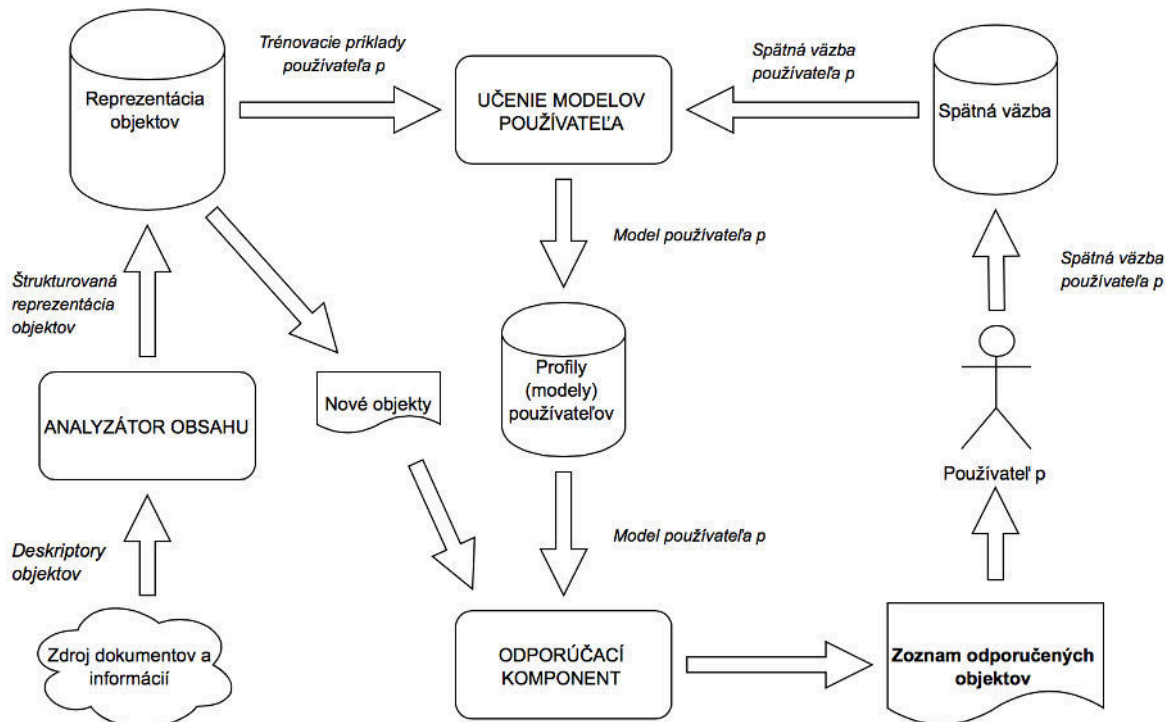 Trénovacie príklady
používateľa p
Spätná väzba
používateľa p
Reprezentácia
objektov
UČENIE MODELOV
POUŽÍVATEĽA
Spätná väzba
Model používateľa p
Štrukturovaná
reprezentácia
objektov
Spätná väzba
používateľa p
Profily
(modely)
používateľov
Nové objekty
ANALYZÁTOR OBSAHU
Používateľ p
Model používateľa p
Deskriptory
objektov
Zdroj dokumentov a
informácií
ODPORÚČACÍ
KOMPONENT
Zoznam odporučených
objektov